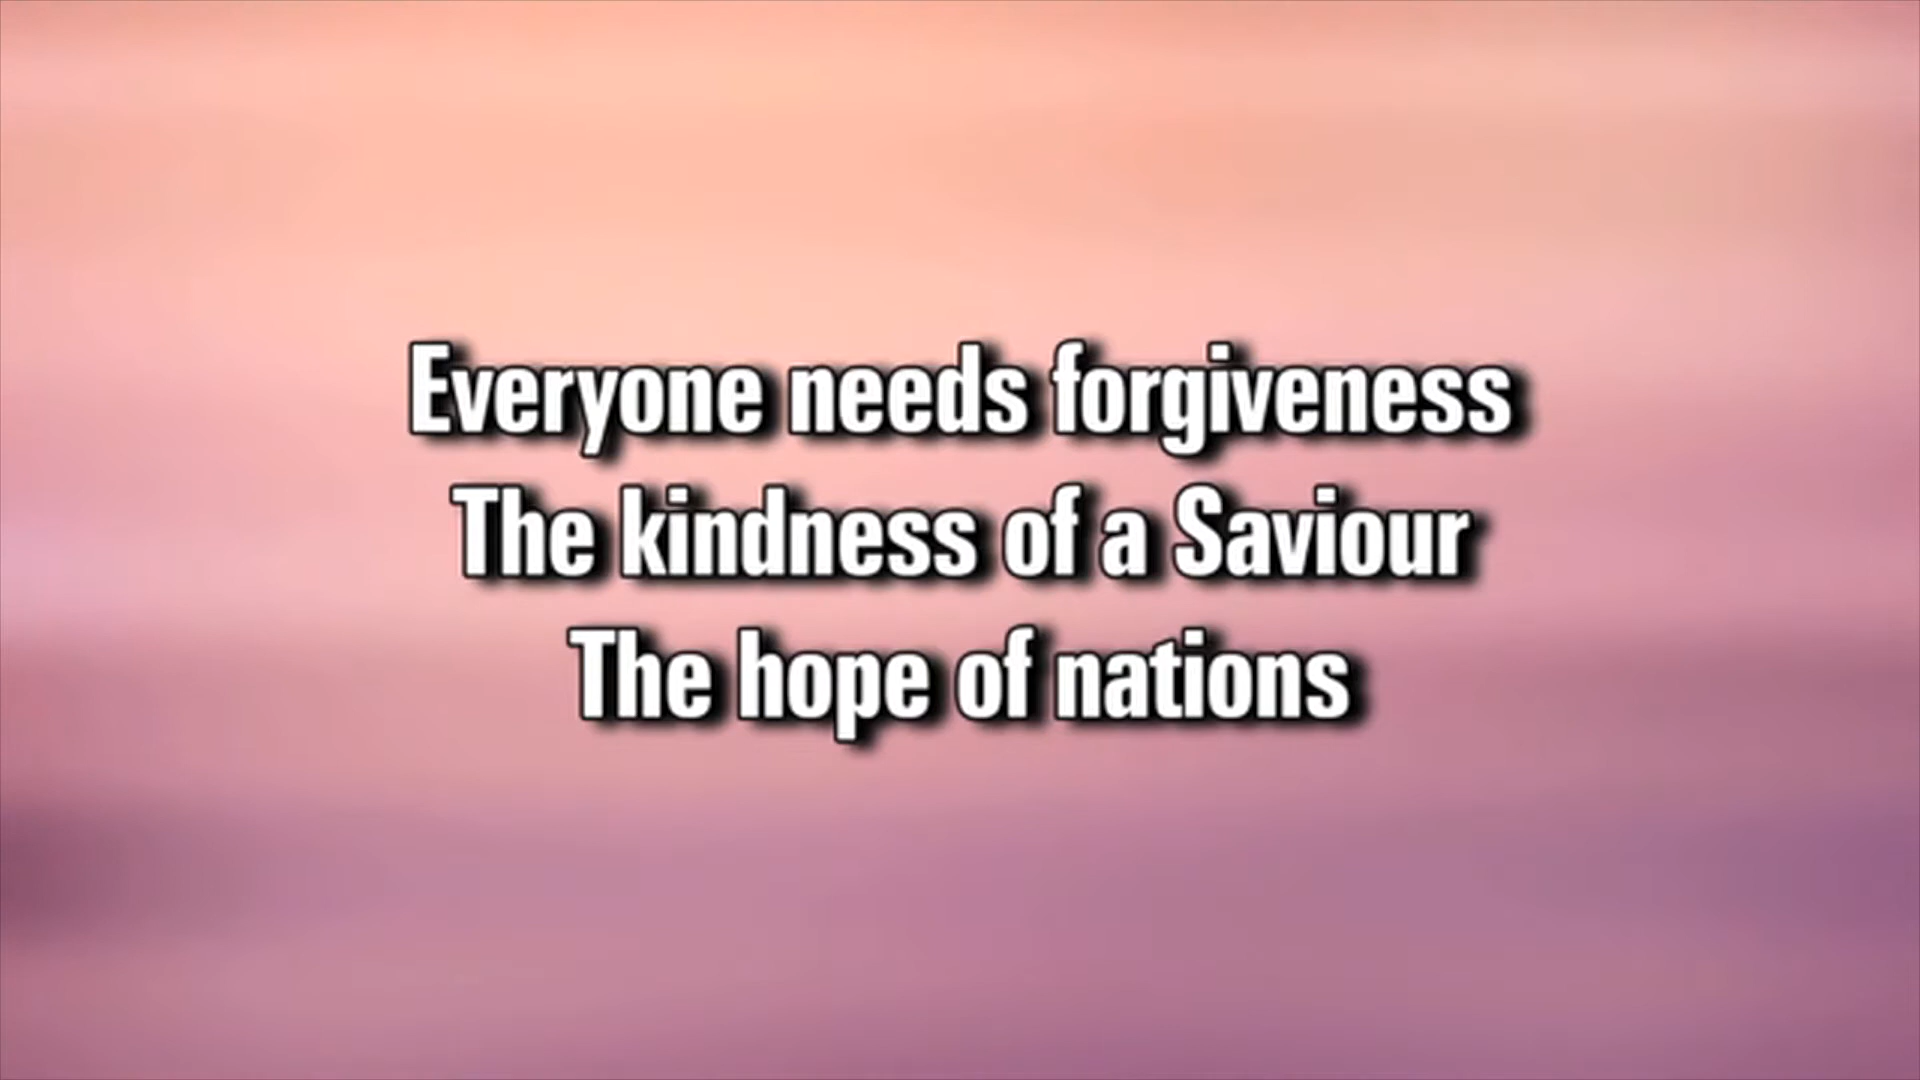 Everyone needs forgiveness
The kindness of a Saviour
The hope of nations